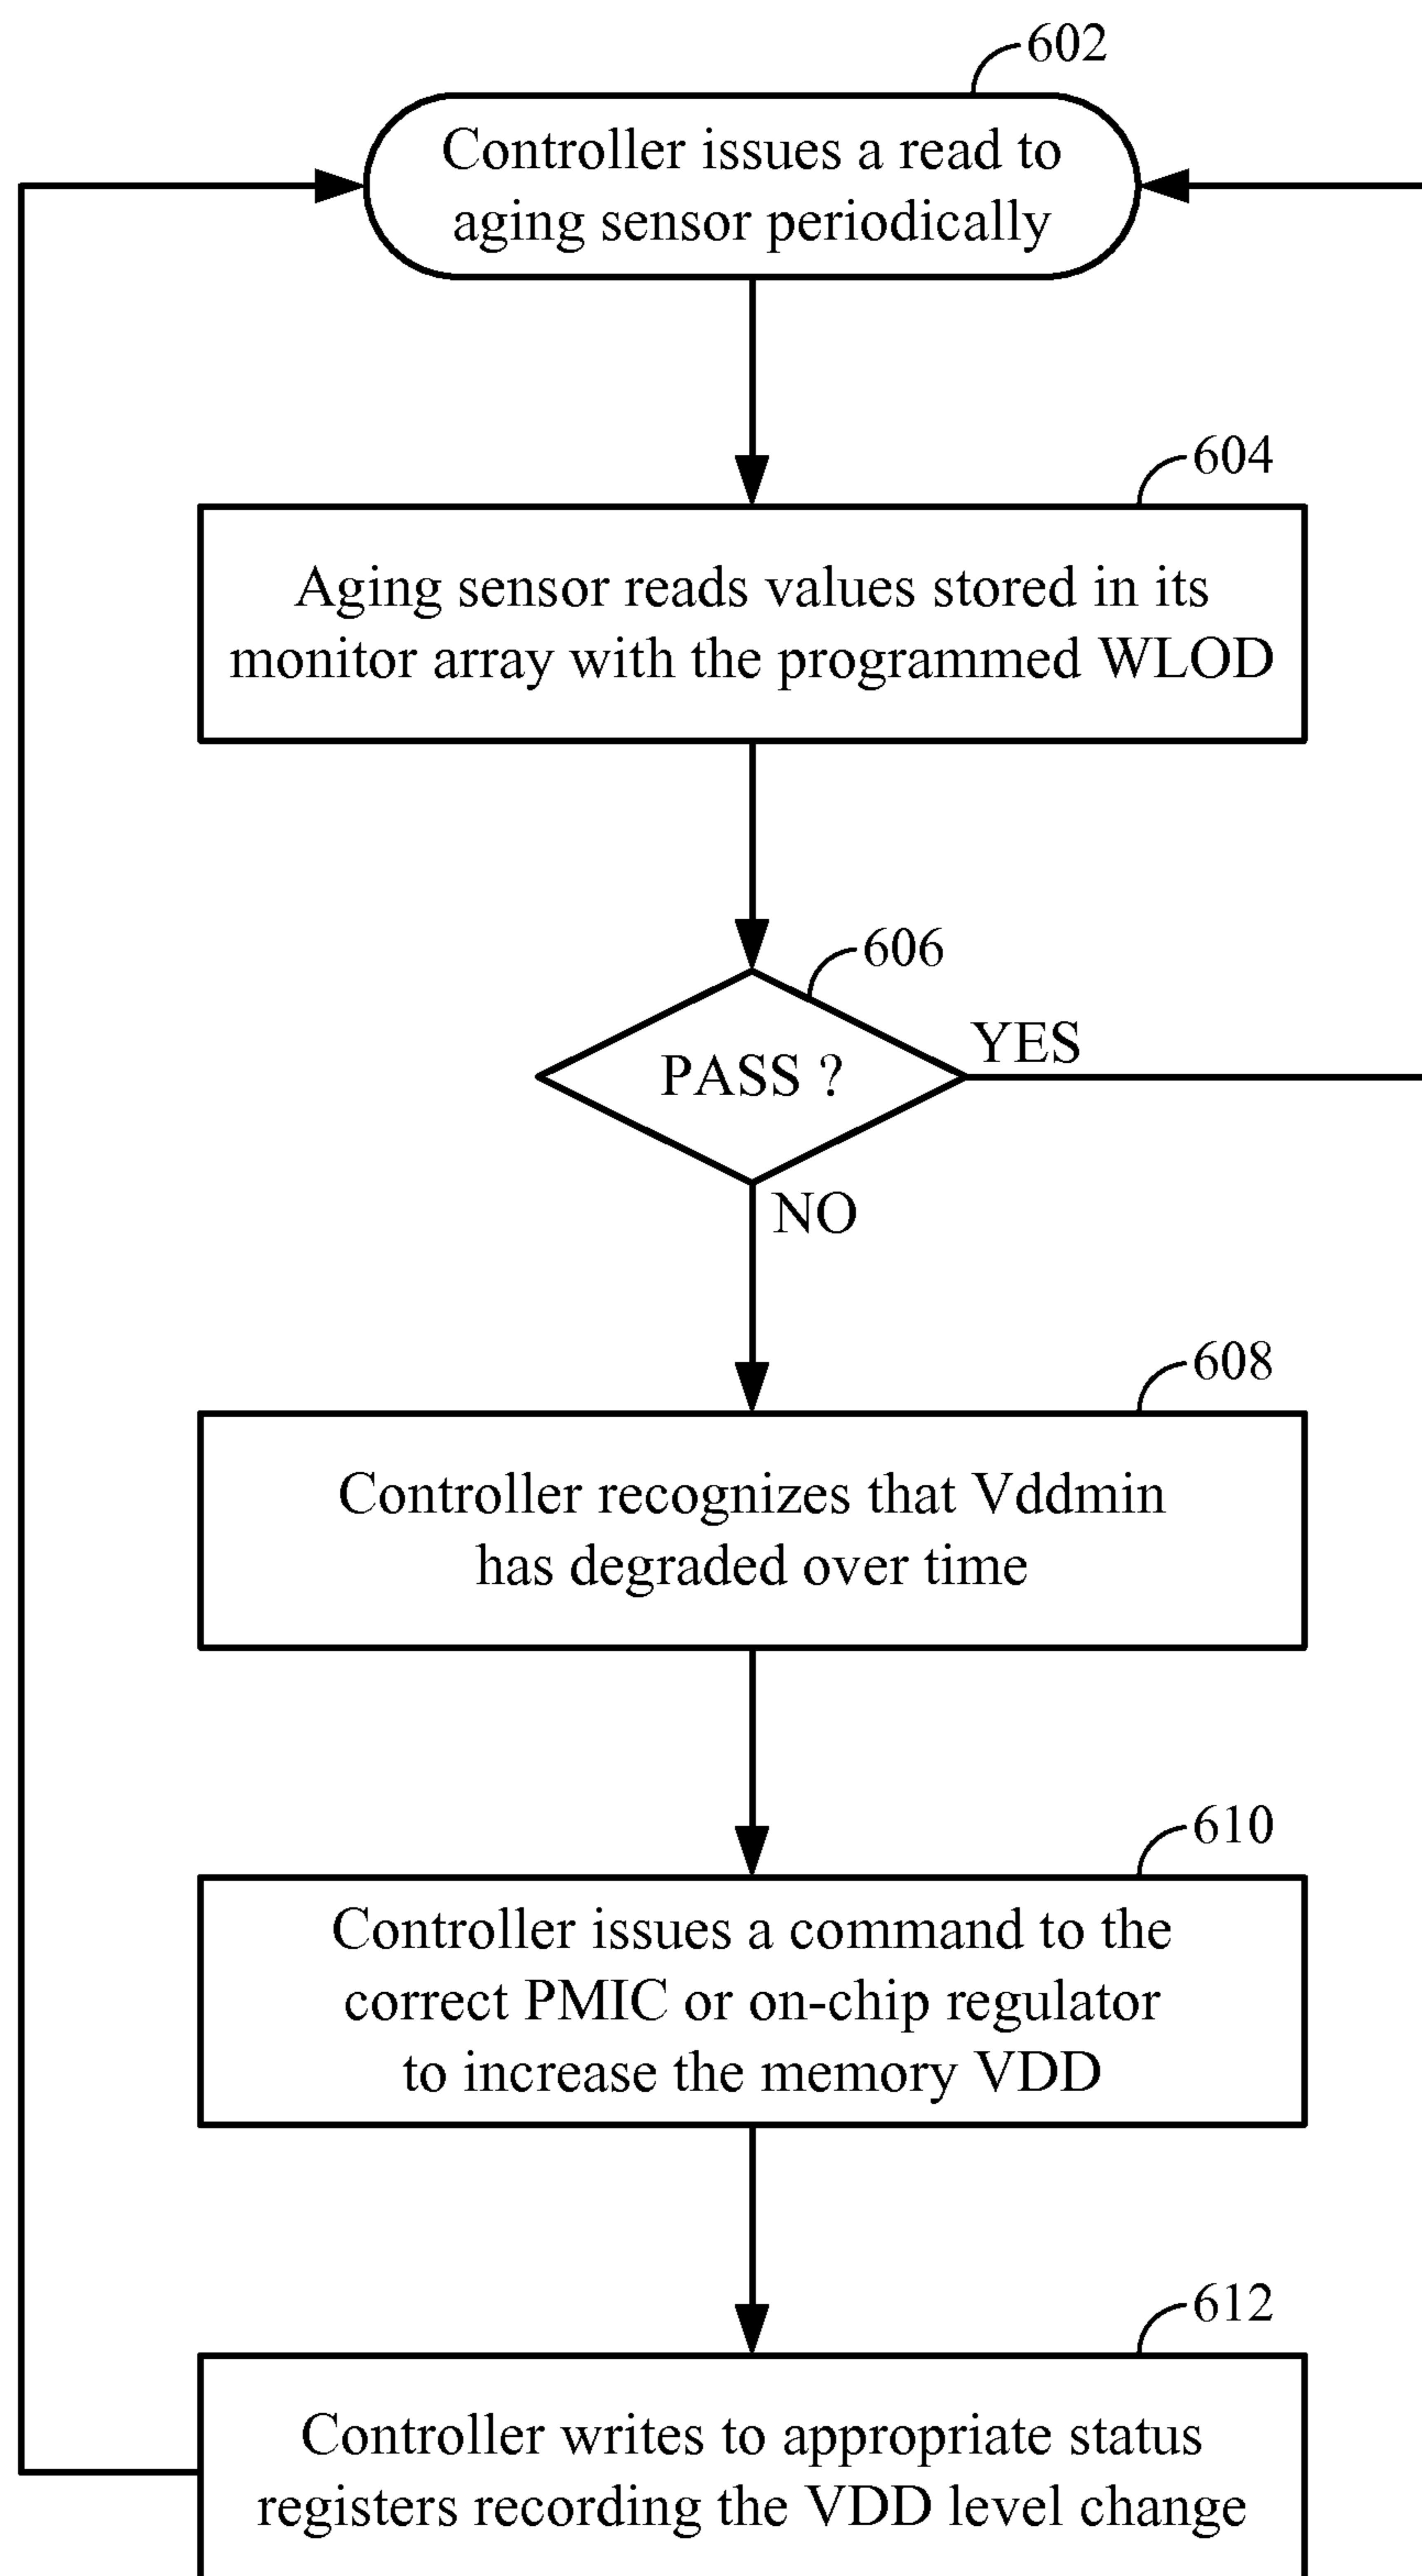 602
Controller issues a read to
aging sensor periodically
604
Aging sensor reads values stored in its
monitor array with the programmed WLOD
606
PASS ?
YES
NO
608
Controller recognizes that Vddmin
has degraded over time
610
Controller issues a command to the
correct PMIC or on-chip regulator
to increase the memory VDD
612
Controller writes to appropriate status
registers recording the VDD level change